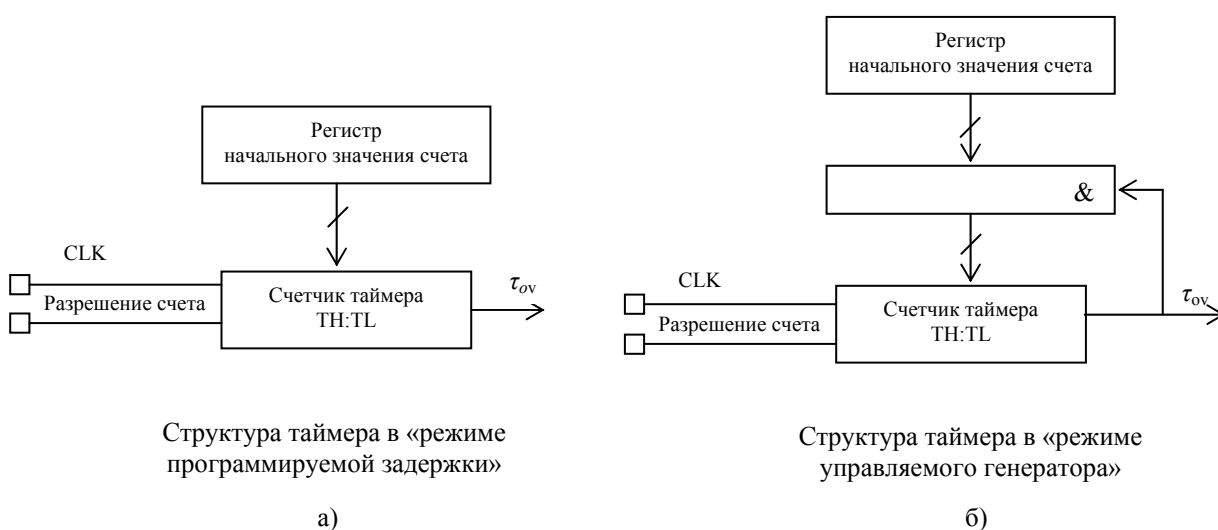 Регистр
начального значения счета
CLK
Разрешение счета
Счетчик таймера
TH:TL
τov
Структура таймера в «режиме
программируемой задержки»
а)
Регистр
начального значения счета
&
CLK
Разрешение счета
Счетчик таймера
TH:TL
τov
Структура таймера в «режиме
управляемого генератора»
б)